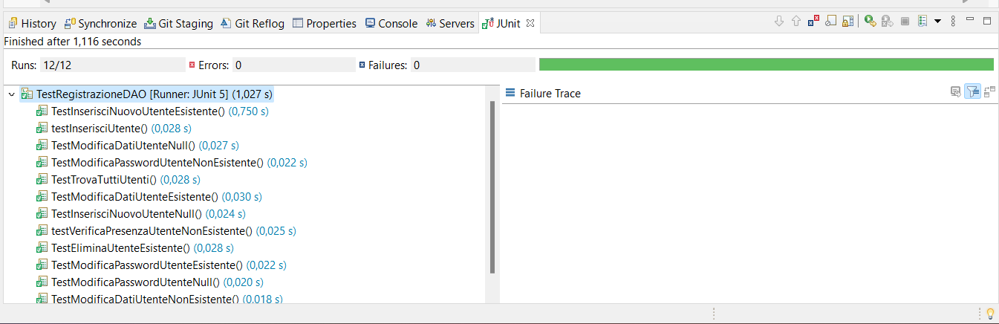 History Synchronize Git Staging Git Reflog Properties Console Servers JUnit
Finished after 1,116 seconds
Runs: 12/12 Errors: 0 Failures: 0
TestRegistrazioneDAO [Runner: JUnit 5] (1,027 s)
Failure Trace
TestInserisciNuovoUtenteEsistente() (0,750 s)
testInserisciUtente() (0,028 s)
TestModificaDatiUtenteNull() (0,027 s)
TestModificaPasswordUtenteNonEsistente() (0,022 s)
TestTrovaTuttiUtenti() (0,028 s)
TestModificaDatiUtenteEsistente() (0,030 s)
TestInserisciNuovoUtenteNull() (0,024 s)
testVerificaPresenzaUtenteNonEsistente() (0,025 s)
TestEliminaUtenteEsistente() (0,028 s)
TestModificaPasswordUtenteEsistente() (0,022 s)
TestModificaPasswordUtenteNull() (0,020 s)
TestModificaDatiUtenteNonEsistente() (0,018 s)